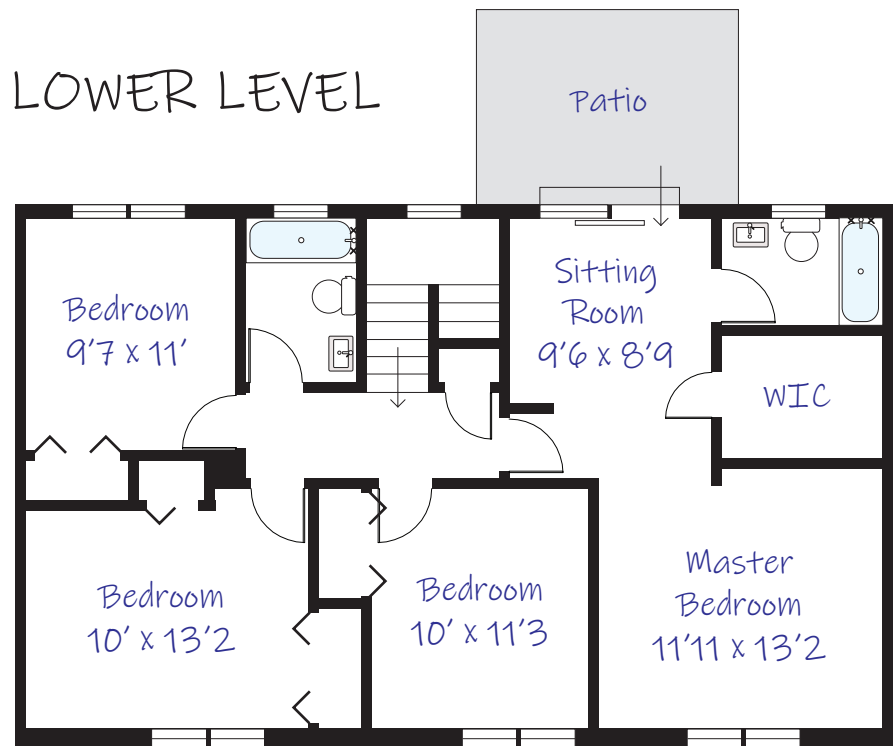 LOWER LEVEL
Patio
Sitting
Room
9'6 x 8'9
Bedroom
9'7 x 11'
WIC
Bedroom
10' x 13'2
Bedroom
10' x 11'3
Master
Bedroom
11'11 x 13'2